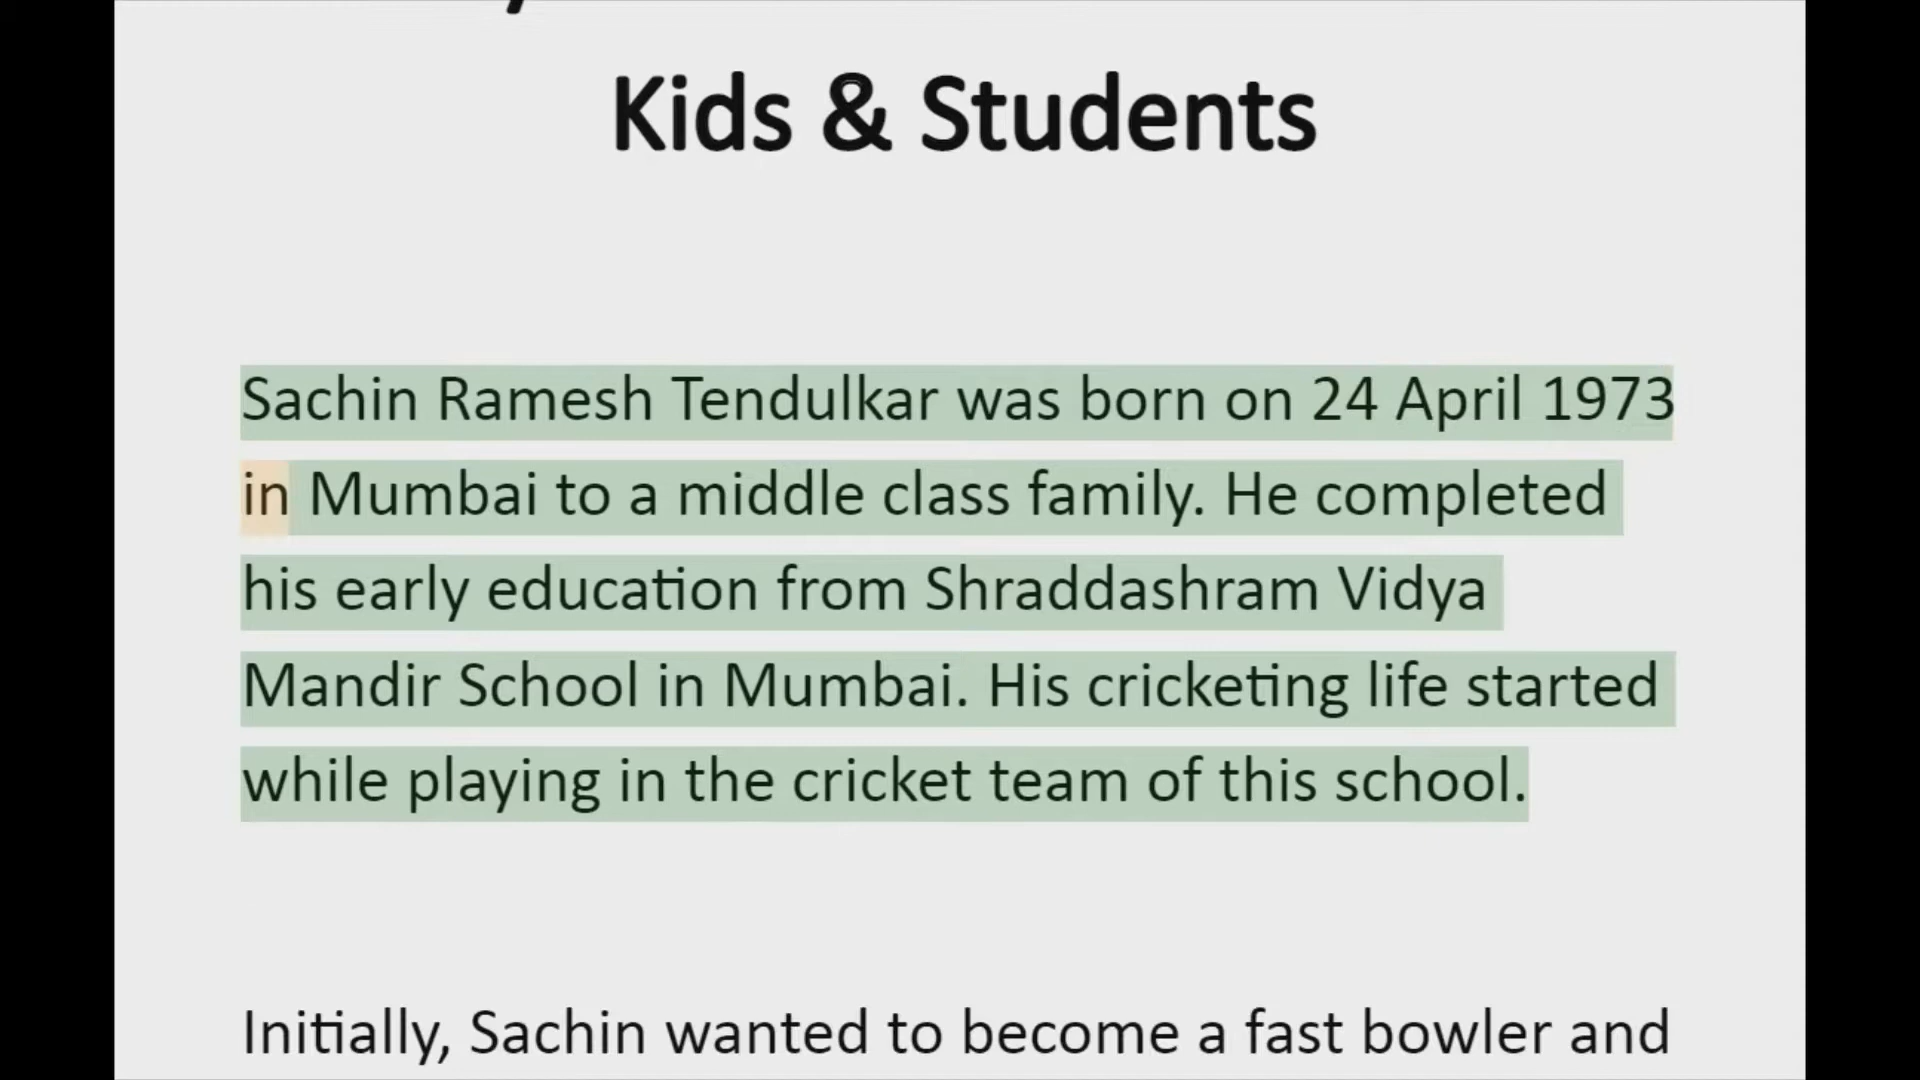 Kids & Students
Sachin Ramesh Tendulkar was born on 24 April 1973
in Mumbai to a middle class family. He completed
his early education from Shraddashram Vidya
Mandir School in Mumbai. His cricketing life started
while playing in the cricket team of this school.
Initially, Sachin wanted to become a fast bowler and